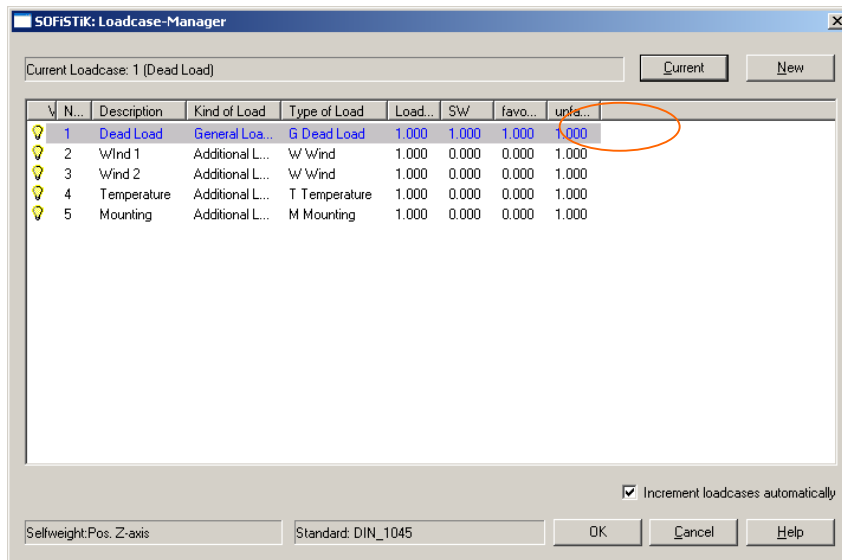 SOFiSTiK: Loadcase-Manager
Current Loadcase: 1 (Dead Load)
Current
New
V N... Description Kind of Load Type of Load Load... SW favo... unfa...
1 Dead Load General Loa... G Dead Load 1.000 1.000 1.000 1.000
2 WInd 1 Additional L... W Wind 1.000 0.000 0.000 1.000
3 Wind 2 Additional L... W Wind 1.000 0.000 0.000 1.000
4 Temperature Additional L... T Temperature 1.000 0.000 0.000 1.000
5 Mounting Additional L... M Mounting 1.000 0.000 0.000 1.000
Increment loadcases automatically
Selfweight:Pos. Z-axis
Standard: DIN_1045
OK
Cancel
Help